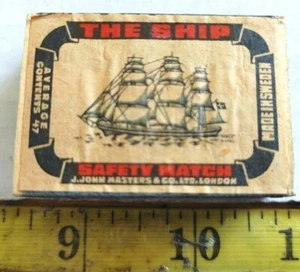 THE SHIP
AVERAGE
CONTENTS 47
MADE IN SWEDEN
SAFETY MATCH
J. JOHN MASTERS & CO. LTD. LONDON
9 10